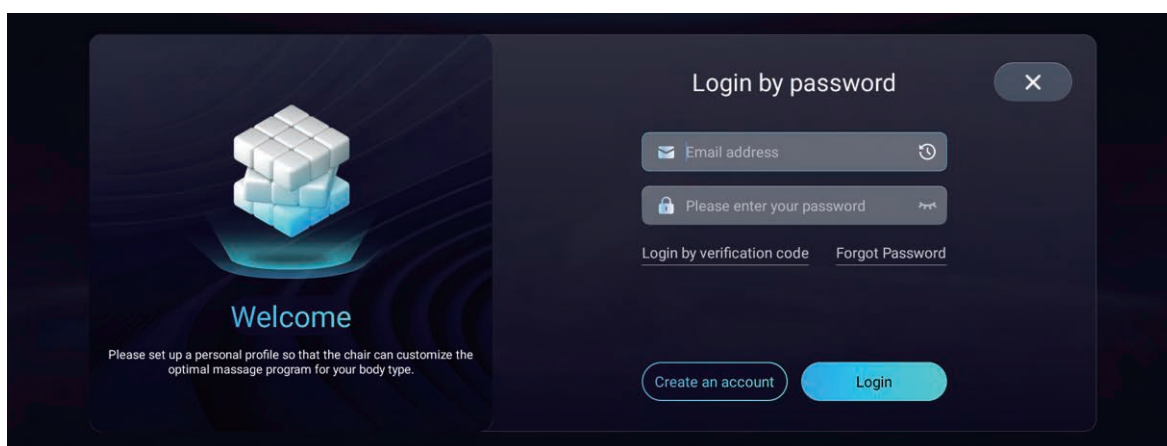 Welcome
Please set up a personal profile so that the chair can customize the
optimal massage program for your body type.
Login by password
Email address
Please enter your password
Login by verification code Forgot Password
Create an account Login